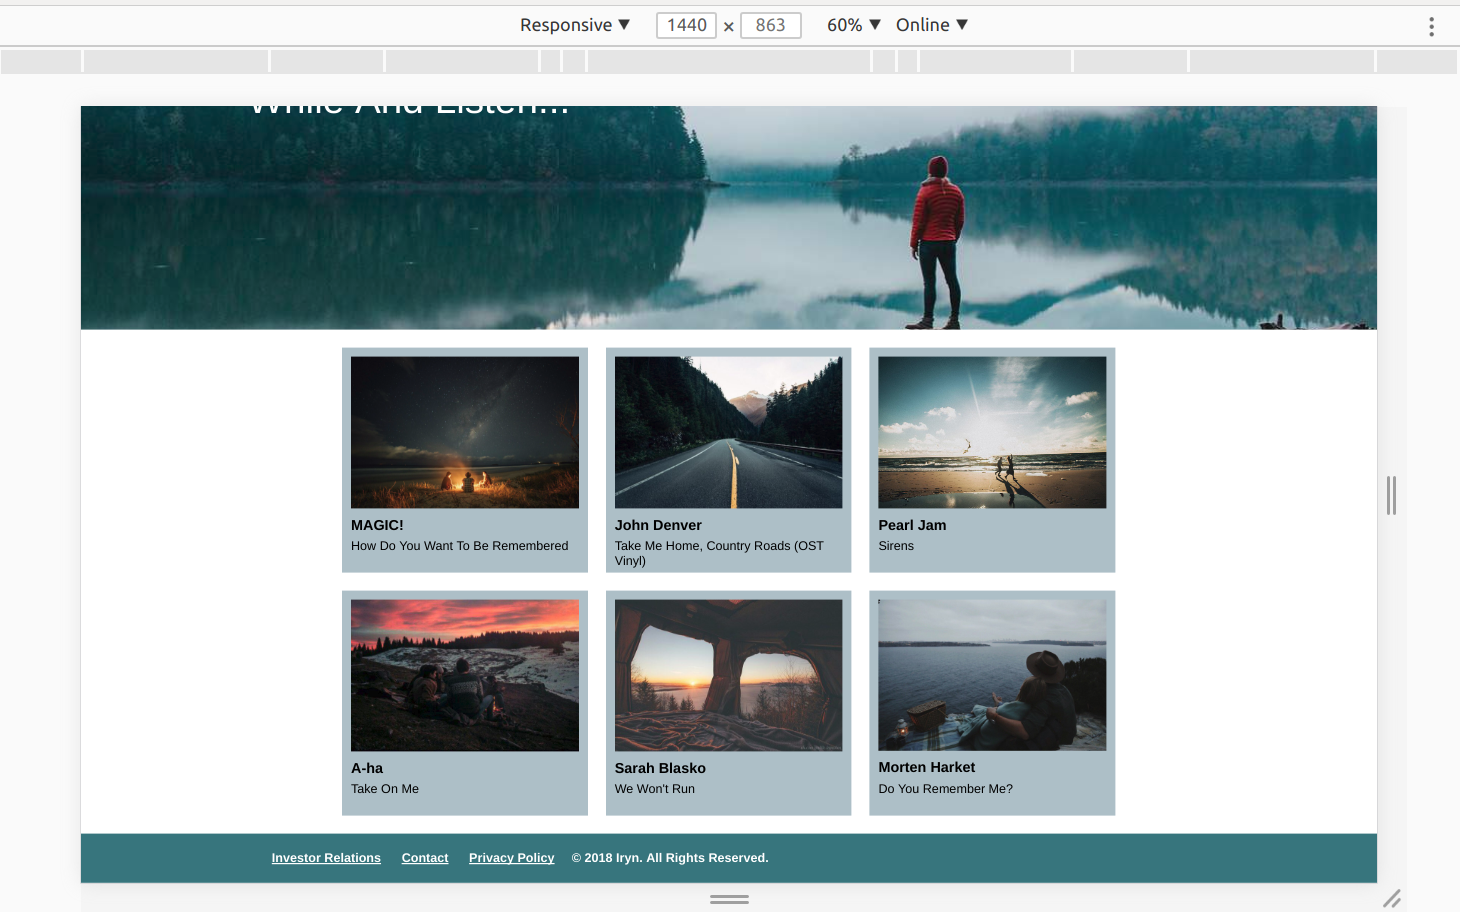 Responsive ▼ 1440 × 863 60% ▼ Online ▼
While And Listen...
MAGIC!
How Do You Want To Be Remembered
John Denver
Take Me Home, Country Roads (OST
Vinyl)
Pearl Jam
Sirens
A-ha
Take On Me
Sarah Blasko
We Won't Run
Morten Harket
Do You Remember Me?
Investor Relations Contact Privacy Policy © 2018 Iryn. All Rights Reserved.